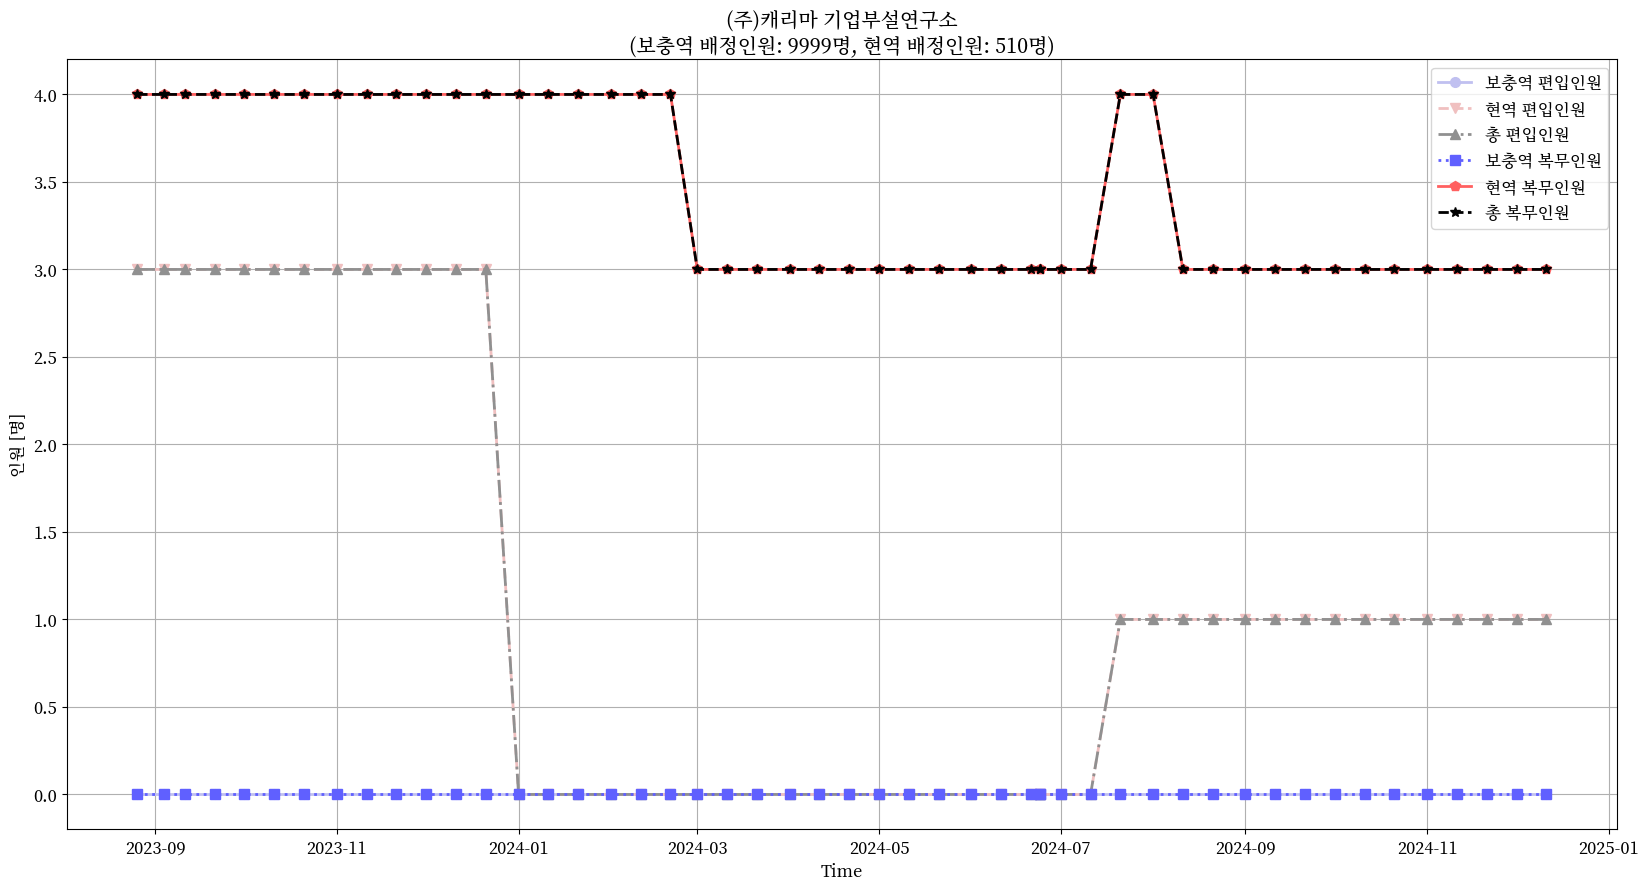 (주)캐리마 기업부설연구소
(보충역 배정인원: 9999명, 현역 배정인원: 510명)
보충역 편입인원
현역 편입인원
총 편입인원
보충역 복무인원
현역 복무인원
총 복무인원
4.0
3.5
3.0
2.5
2.0
1.5
1.0
0.5
0.0
인원 [명]
2023-09 2023-11 2024-01 2024-03 2024-05 2024-07 2024-09 2024-11 2025-01
Time